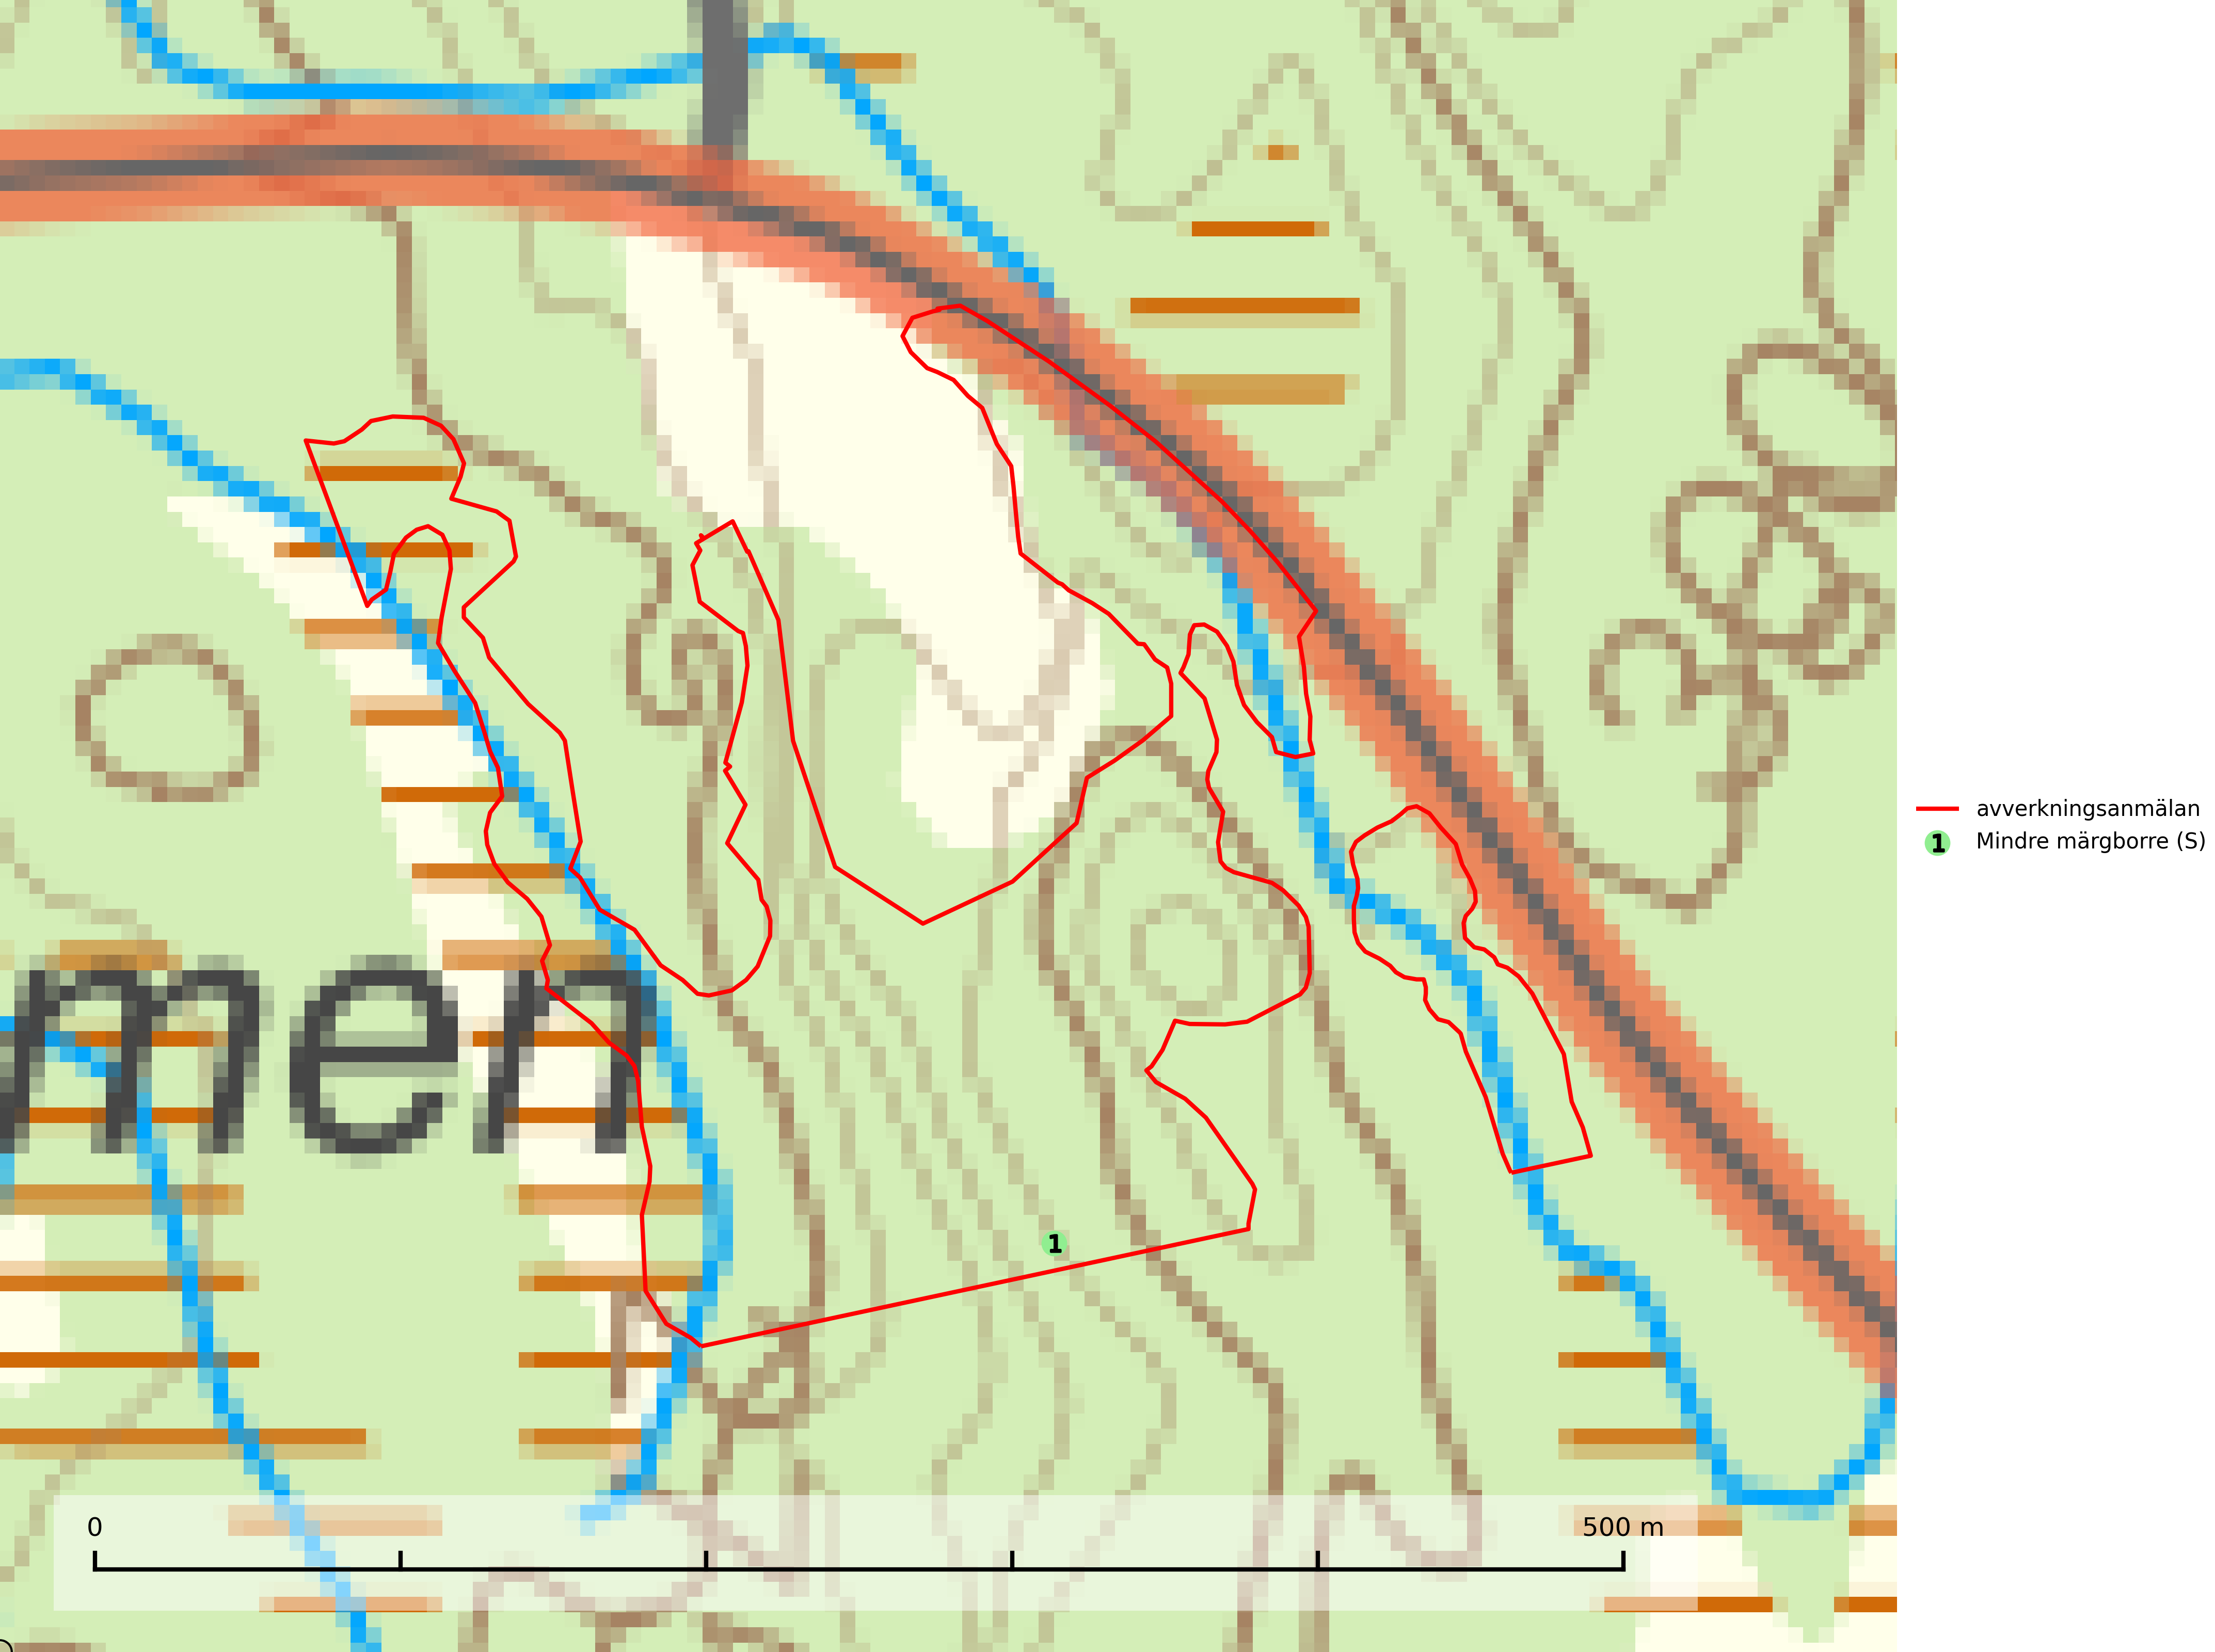 avverkningsanmälan
1 Mindre märgborre (S)
men
1
0 500 m